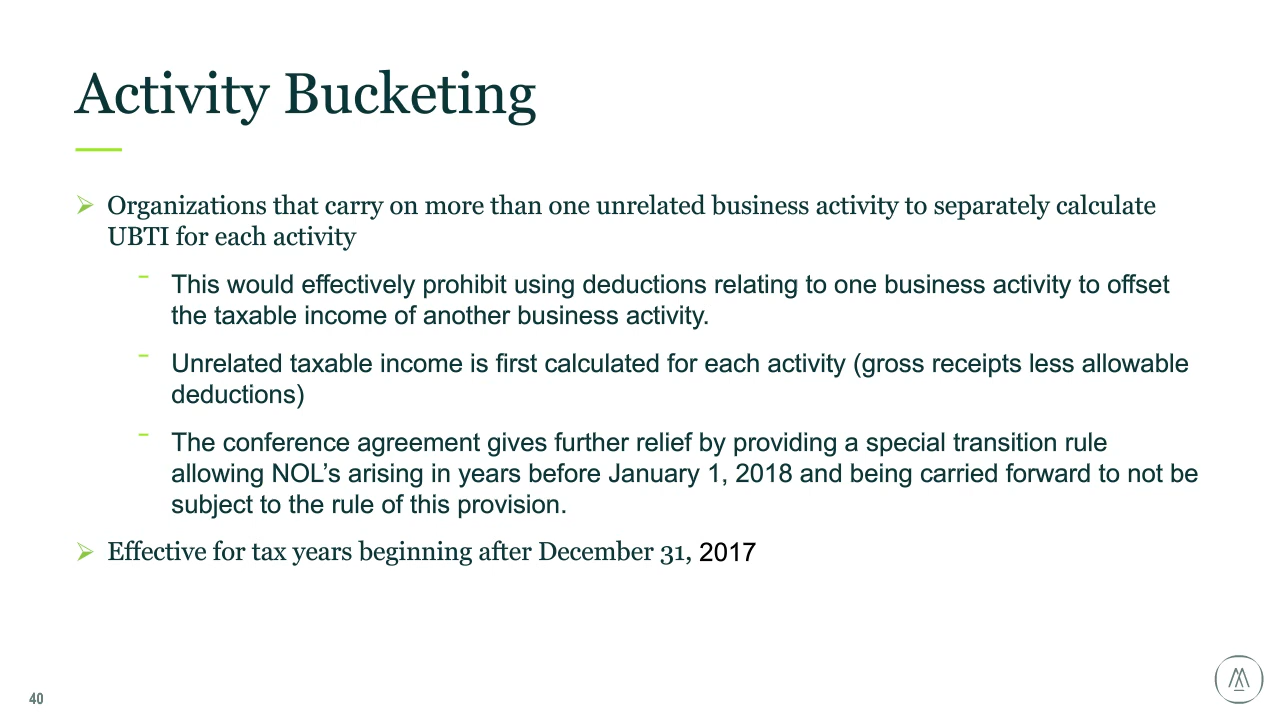 Activity Bucketing
➢ Organizations that carry on more than one unrelated business activity to separately calculate
UBTI for each activity
⁻ This would effectively prohibit using deductions relating to one business activity to offset
the taxable income of another business activity.
⁻ Unrelated taxable income is first calculated for each activity (gross receipts less allowable
deductions)
⁻ The conference agreement gives further relief by providing a special transition rule
allowing NOL’s arising in years before January 1, 2018 and being carried forward to not be
subject to the rule of this provision.
➢ Effective for tax years beginning after December 31, 2017
40